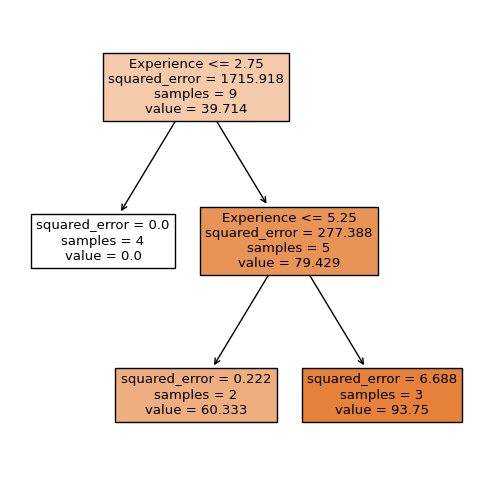 Experience <= 2.75
squared_error = 1715.918
samples = 9
value = 39.714
squared_error = 0.0
samples = 4
value = 0.0
Experience <= 5.25
squared_error = 277.388
samples = 5
value = 79.429
squared_error = 0.222
samples = 2
value = 60.333
squared_error = 6.688
samples = 3
value = 93.75